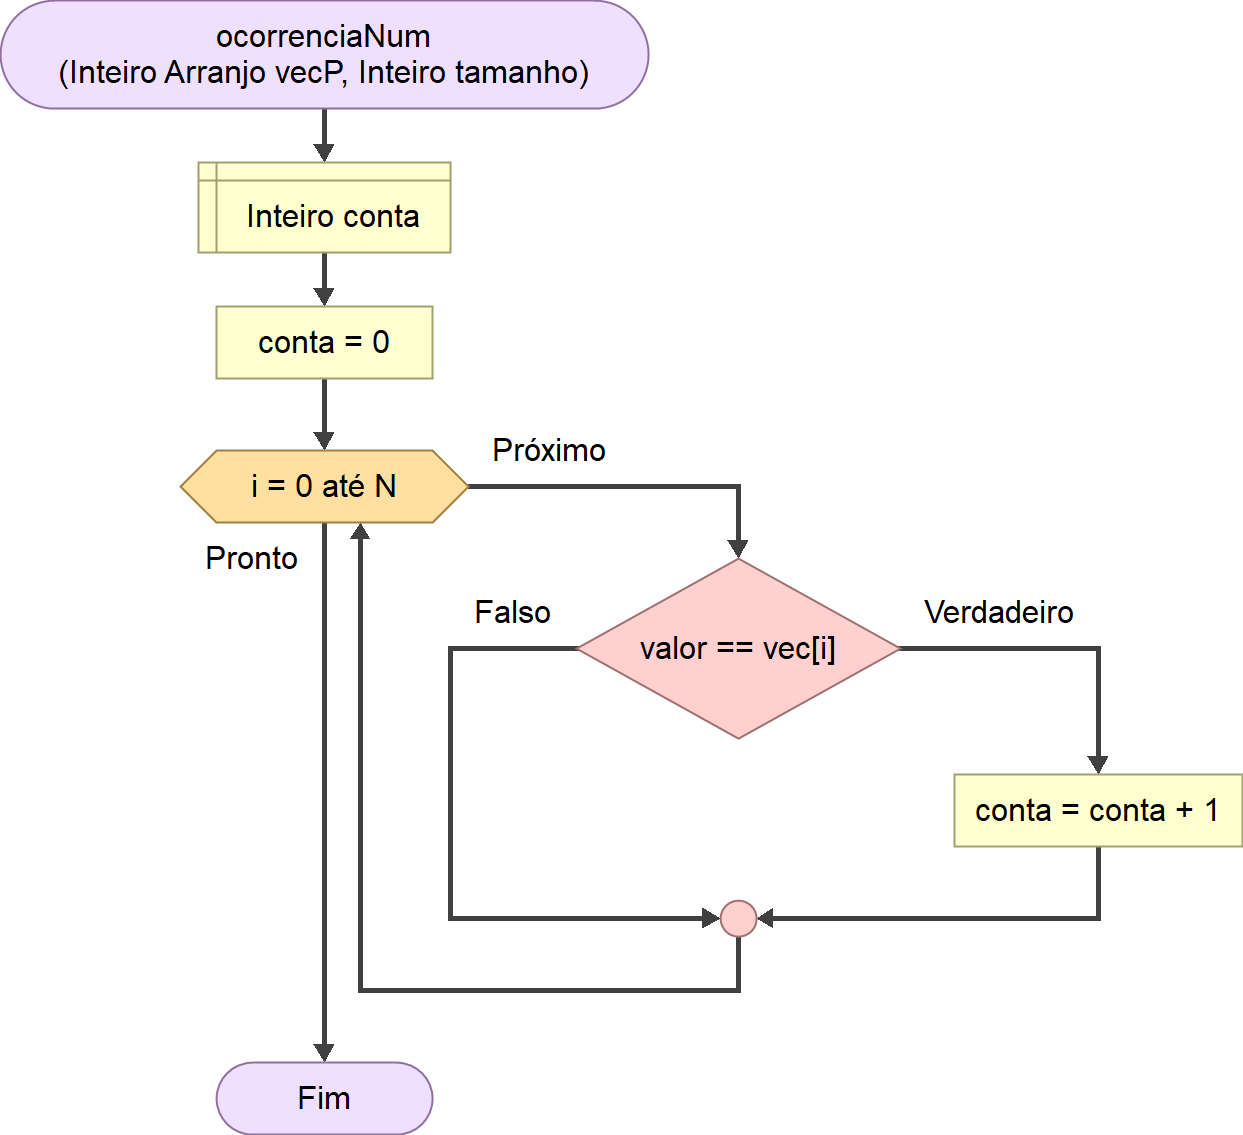 ocorrenciaNum
(Inteiro Arranjo vecP, Inteiro tamanho)
Inteiro conta
conta = 0
i = 0 até N
Próximo
Pronto
Falso
valor == vec[i]
Verdadeiro
conta = conta + 1
Fim